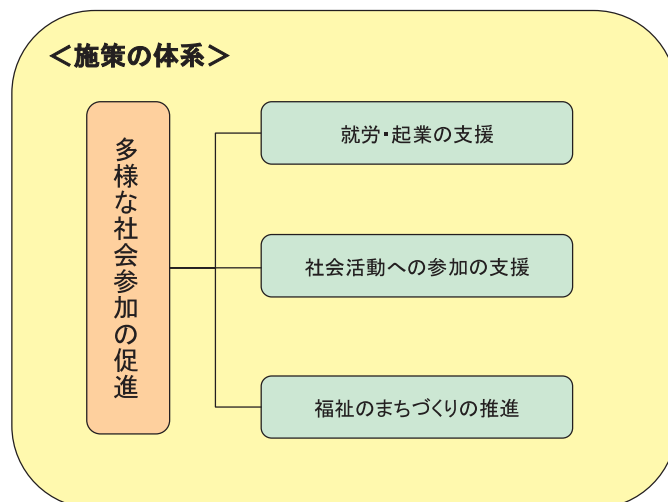 ＜施策の体系＞
多様な社会参加の促進
就労・起業の支援
社会活動への参加の支援
福祉のまちづくりの推進